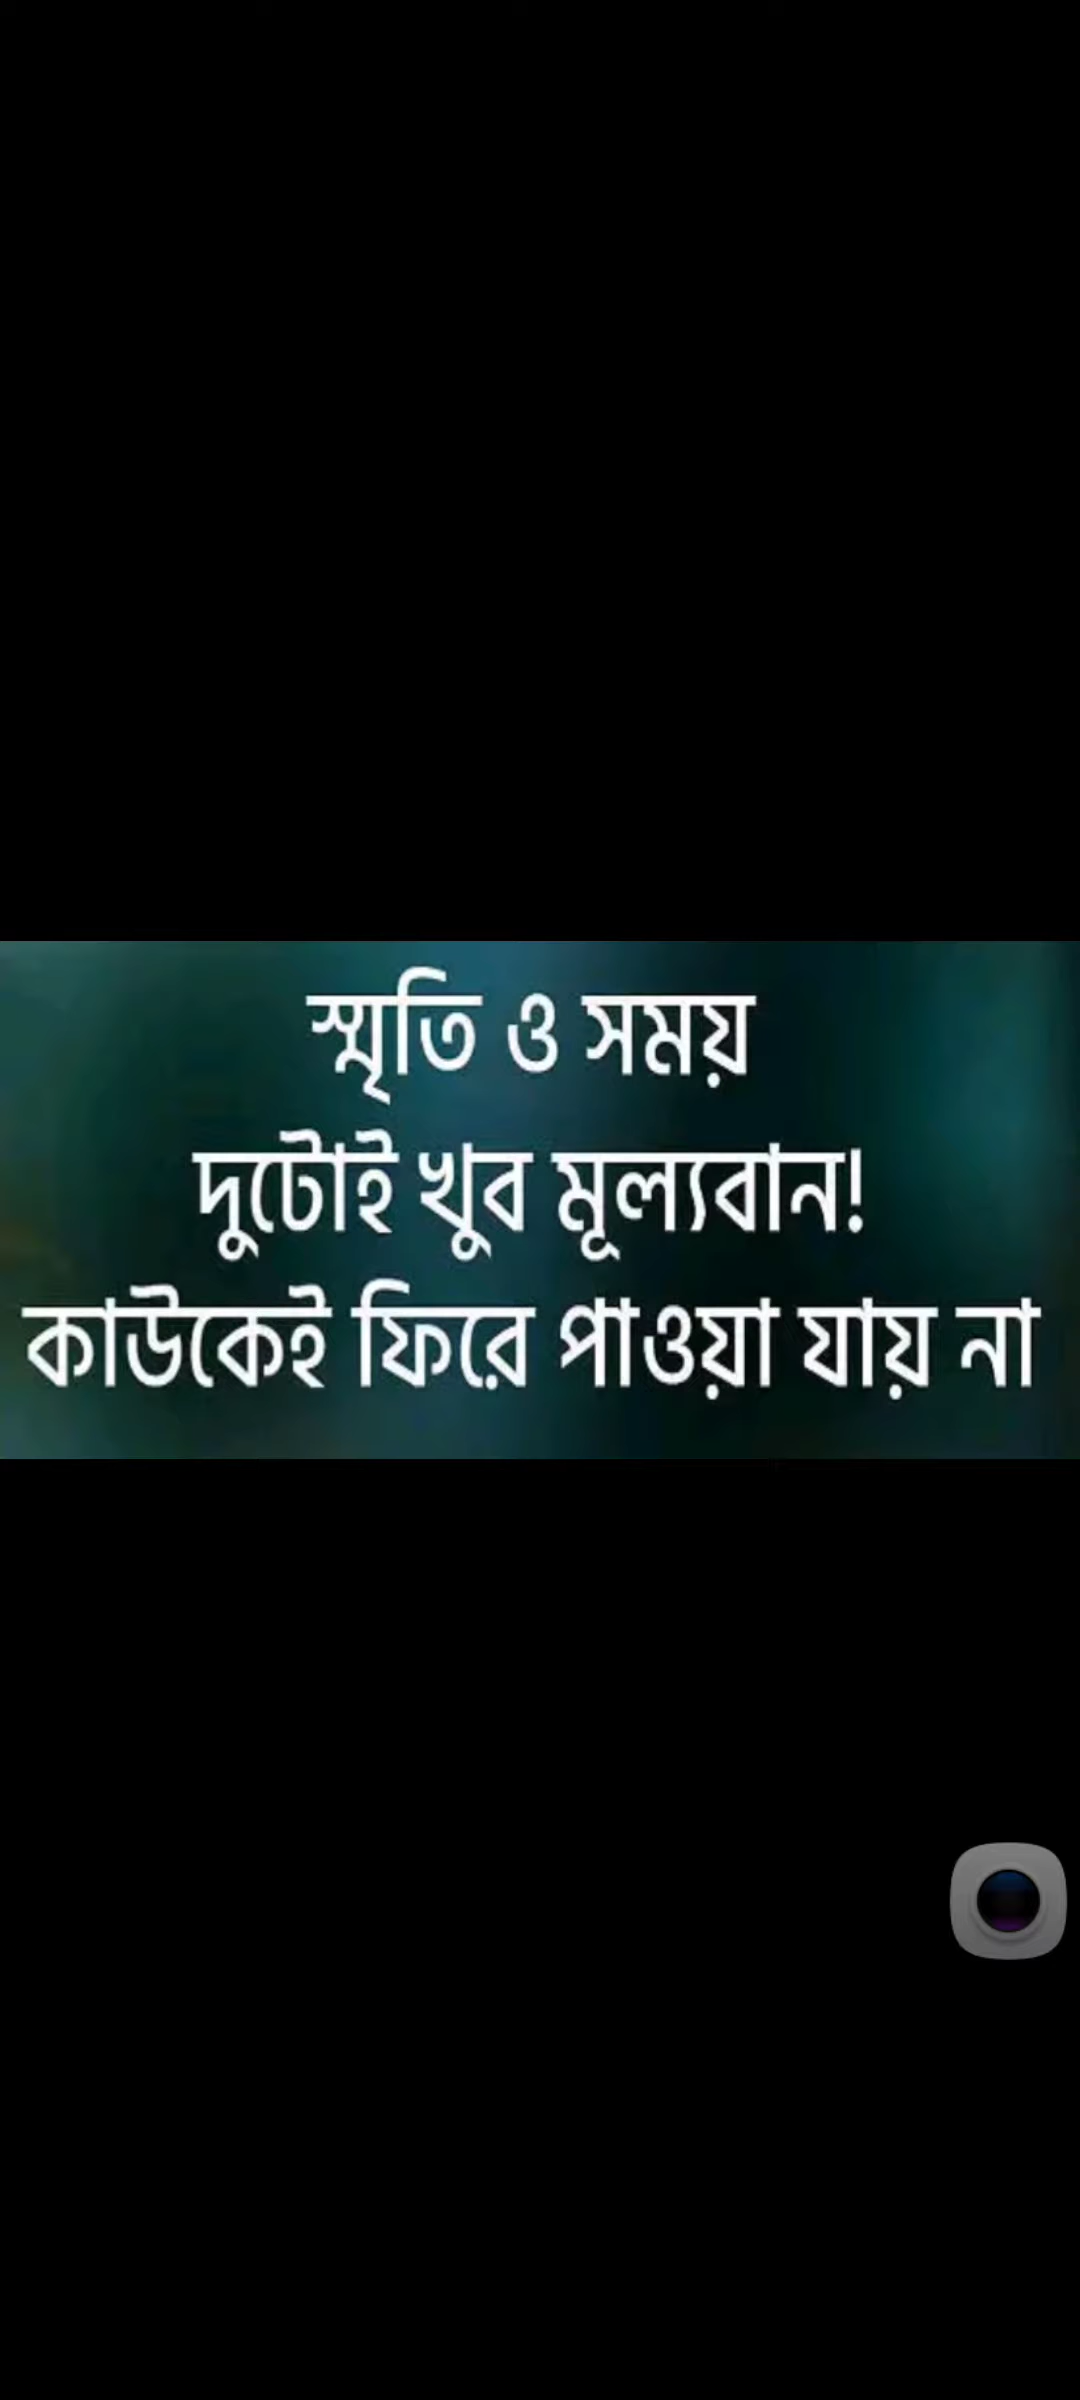 স্মৃতি ও সময়
দুটোই খুব মূল্যবান!
কাউকেই ফিরে পাওয়া যায় না